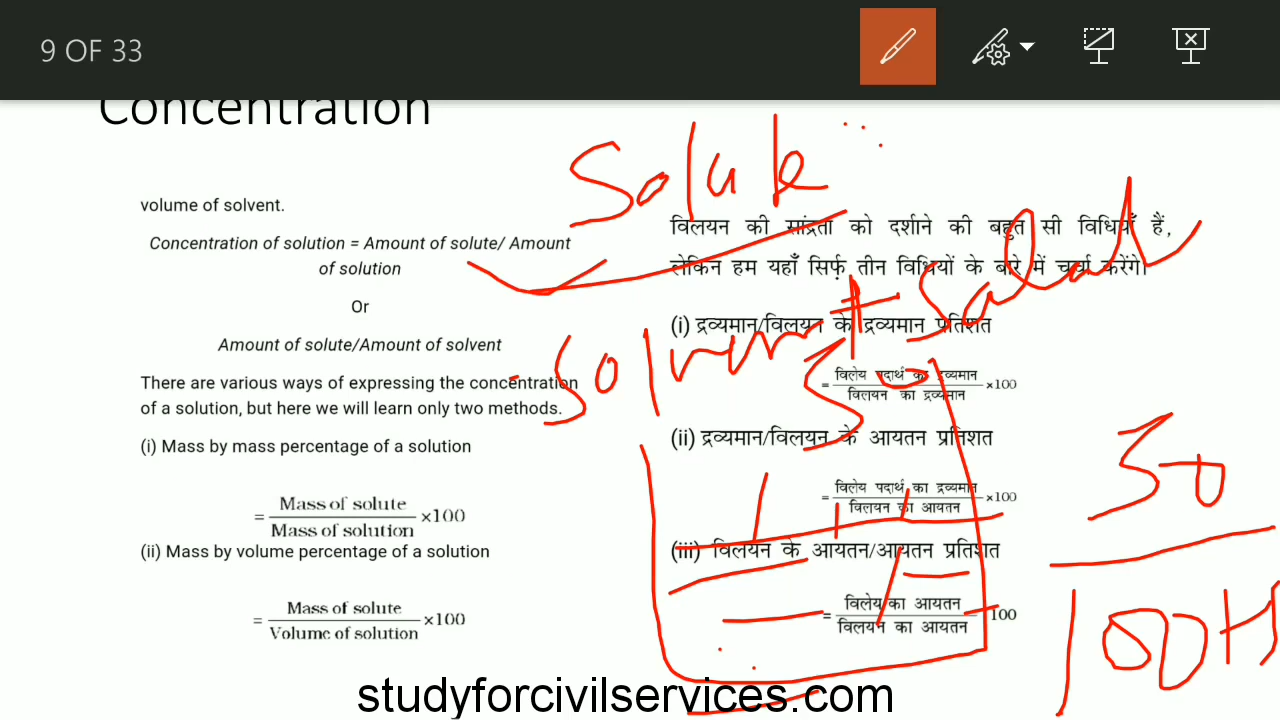 9 OF 33
Concentration
volume of solvent.
Concentration of solution = Amount of solute/ Amount
of solution
Or
Amount of solute/Amount of solvent
There are various ways of expressing the concentration
of a solution, but here we will learn only two methods.
(i) Mass by mass percentage of a solution
= Mass of solute
Mass of solution ×100
(ii) Mass by volume percentage of a solution
= Mass of solute
Volume of solution ×100
Solute
विलयन की सांद्रता को दर्शाने की बहुत सी विधियाँ हैं,
लेकिन हम यहाँ सिर्फ़ तीन विधियों के बारे में चर्चा करेंगे।
(i) द्रव्यमान/विलयन के द्रव्यमान प्रतिशत
= विलेय पदार्थ का द्रव्यमान
विलयन का द्रव्यमान ×100
(ii) द्रव्यमान/विलयन के आयतन प्रतिशत
= विलेय पदार्थ का द्रव्यमान
विलयन का आयतन ×100
(iii) विलयन के आयतन/आयतन प्रतिशत
= विलेय का आयतन
विलयन का आयतन 100
50
100
studyforcivilservices.com